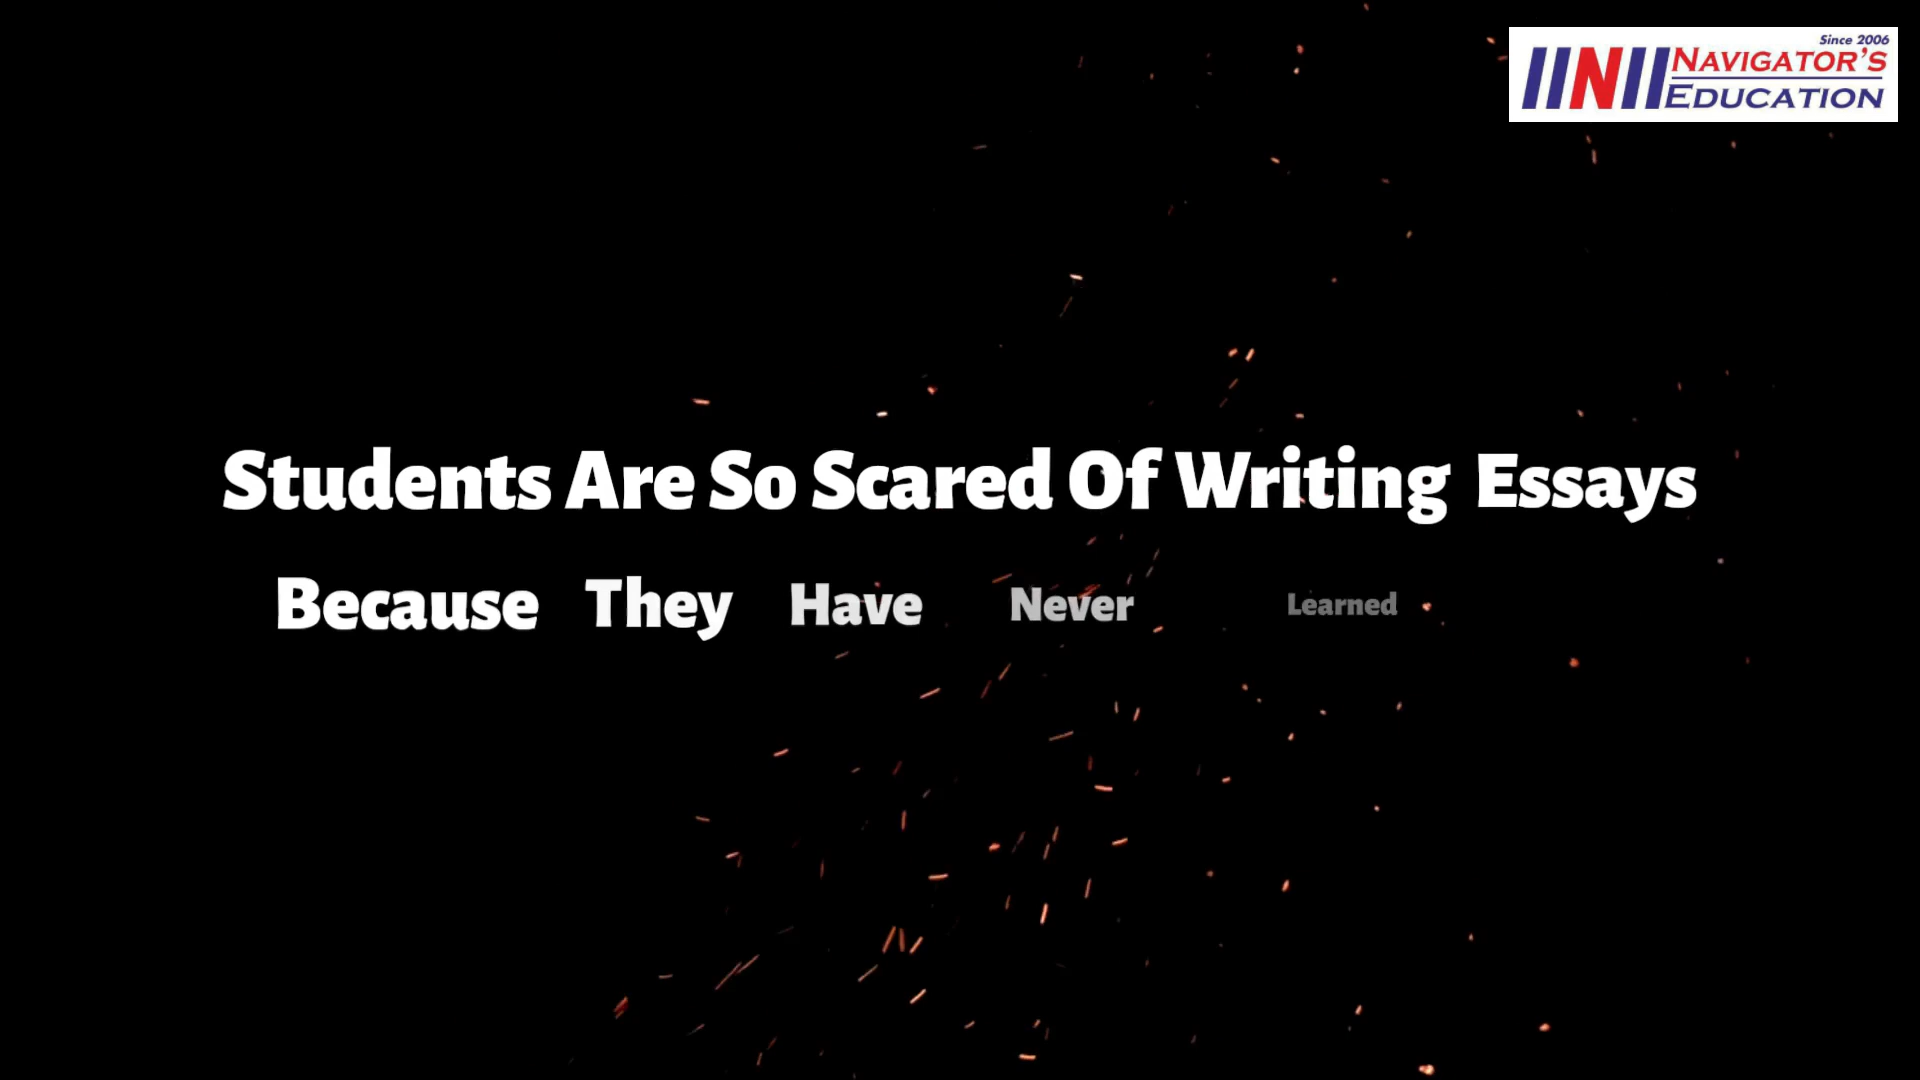 Since 2006
NAVIGATOR'S
EDUCATION
Students Are So Scared Of Writing Essays
Because They Have Never Learned